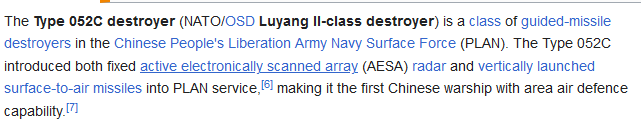 The Type 052C destroyer (NATO/OSD Luyang II-class destroyer) is a class of guided-missile
destroyers in the Chinese People's Liberation Army Navy Surface Force (PLAN). The Type 052C
introduced both fixed active electronically scanned array (AESA) radar and vertically launched
surface-to-air missiles into PLAN service,[6] making it the first Chinese warship with area air defence
capability.[7]